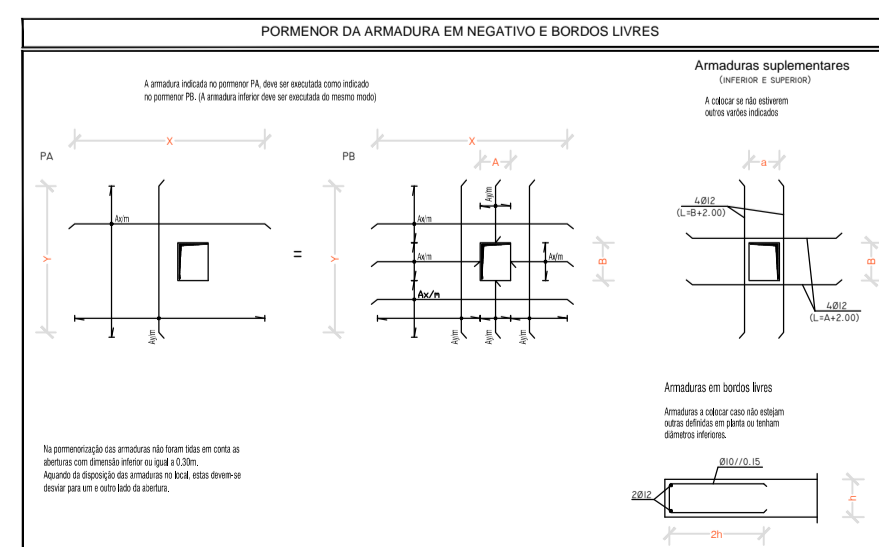 PORMENOR DA ARMADURA EM NEGATIVO E BORDOS LIVRES
A armadura indicada no pormenor PA, deve ser executada como indicado
no pormenor PB. (A armadura inferior deve ser executada do mesmo modo)
PA
X
Y
Ax/m
Ay/m
=
PB
X
A
Y
B
Ax/m
Ax/m
Ax/m
Ax/m
Ay/m
Ay/m
Ay/m
Ay/m
Armaduras suplementares
(INFERIOR E SUPERIOR)
A colocar se não estiverem
outros varões indicados
a
4Ø12
(L=B+2.00)
B
4Ø12
(L=A+2.00)
Na pormenorização das armaduras não foram tidas em conta as
aberturas com dimensão inferior ou igual a 0.30m.
Aquando da disposição das armaduras no local, estas devem-se
desviar para um e outro lado da abertura.
Armaduras em bordos livres
Armaduras a colocar caso não estejam
outras definidas em planta ou tenham
diâmetros inferiores.
Ø10//0.15
2Ø12
h
2h